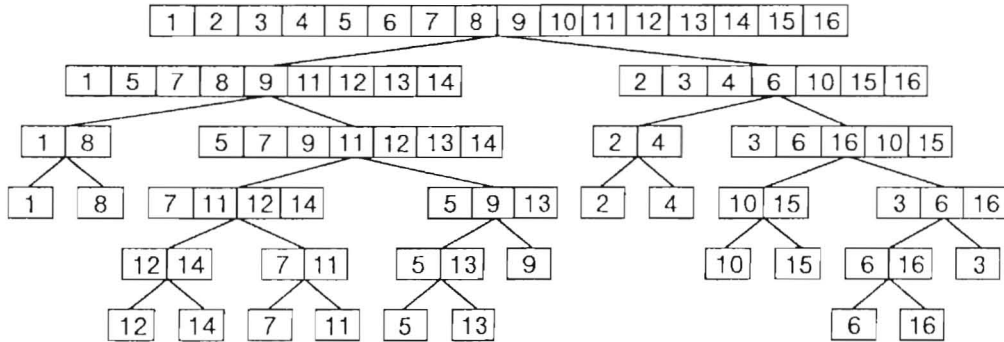 1 2 3 4 5 6 7 8 9 10 11 12 13 14 15 16
1 5 7 8 9 11 12 13 14 2 3 4 6 10 15 16
1 8 5 7 9 11 12 13 14 2 4 3 6 16 10 15
1 8 7 11 12 14 5 9 13 2 4 10 15 3 6 16
12 14 7 11 5 13 9 10 15 6 16 3
12 14 7 11 5 13 6 16